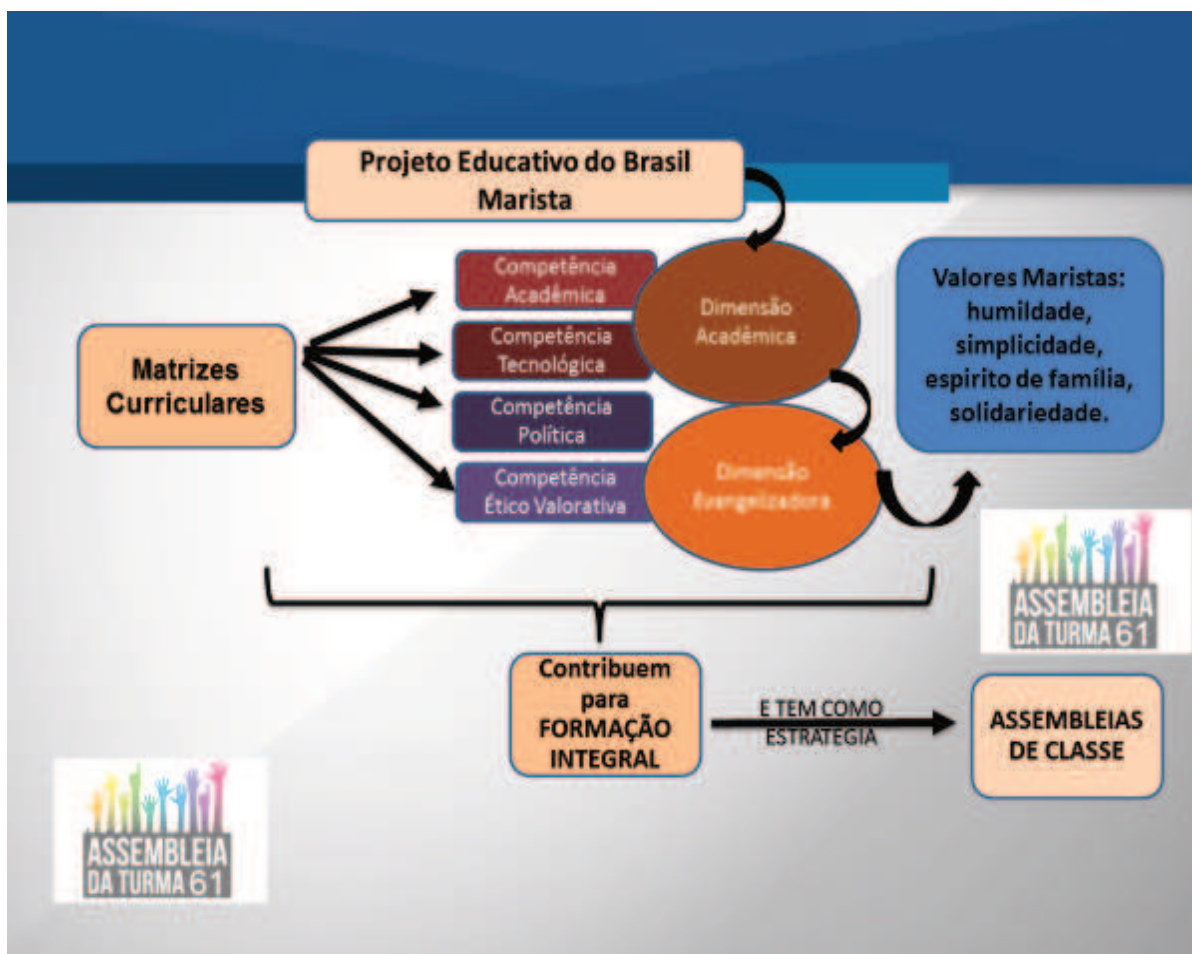 Projeto Educativo do Brasil
Marista
Matrizes
Curriculares
Competência
Acadêmica
Competência
Tecnológica
Competência
Política
Competência
Ético Valorativa
Dimensão
Acadêmica
Dimensão
Evangelizadora
Valores Maristas:
humildade,
simplicidade,
espirito de família,
solidariedade.
ASSEMBLEIA
DA TURMA 61
Contribuem
para
FORMAÇÃO
INTEGRAL
E TEM COMO
ESTRATEGIA
ASSEMBLEIAS
DE CLASSE
ASSEMBLEIA
DA TURMA 61